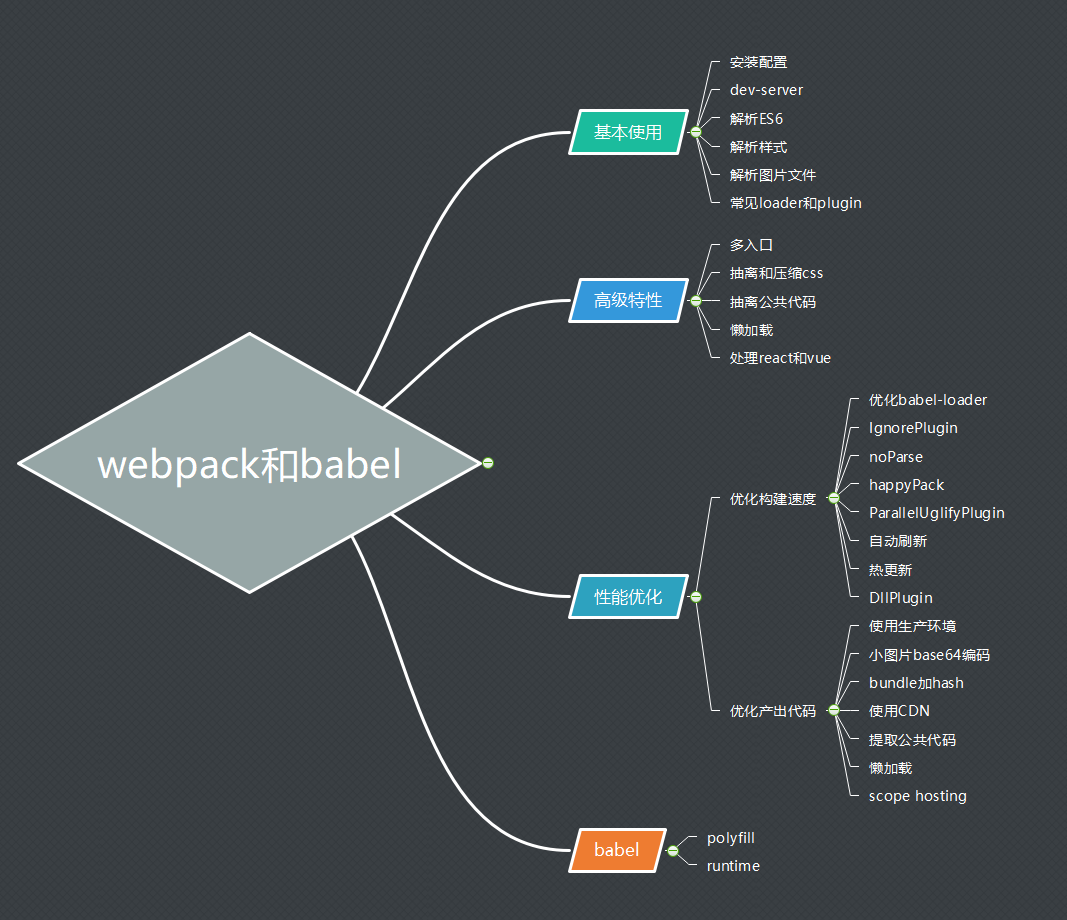 webpack和babel
基本使用
安装配置
dev-server
解析ES6
解析样式
解析图片文件
常见loader和plugin
高级特性
多入口
抽离和压缩css
抽离公共代码
懒加载
处理react和vue
性能优化
优化构建速度
优化babel-loader
IgnorePlugin
noParse
happyPack
ParallelUglifyPlugin
自动刷新
热更新
DIIPlugin
优化产出代码
使用生产环境
小图片base64编码
bundle加hash
使用CDN
提取公共代码
懒加载
scope hosting
babel
polyfill
runtime